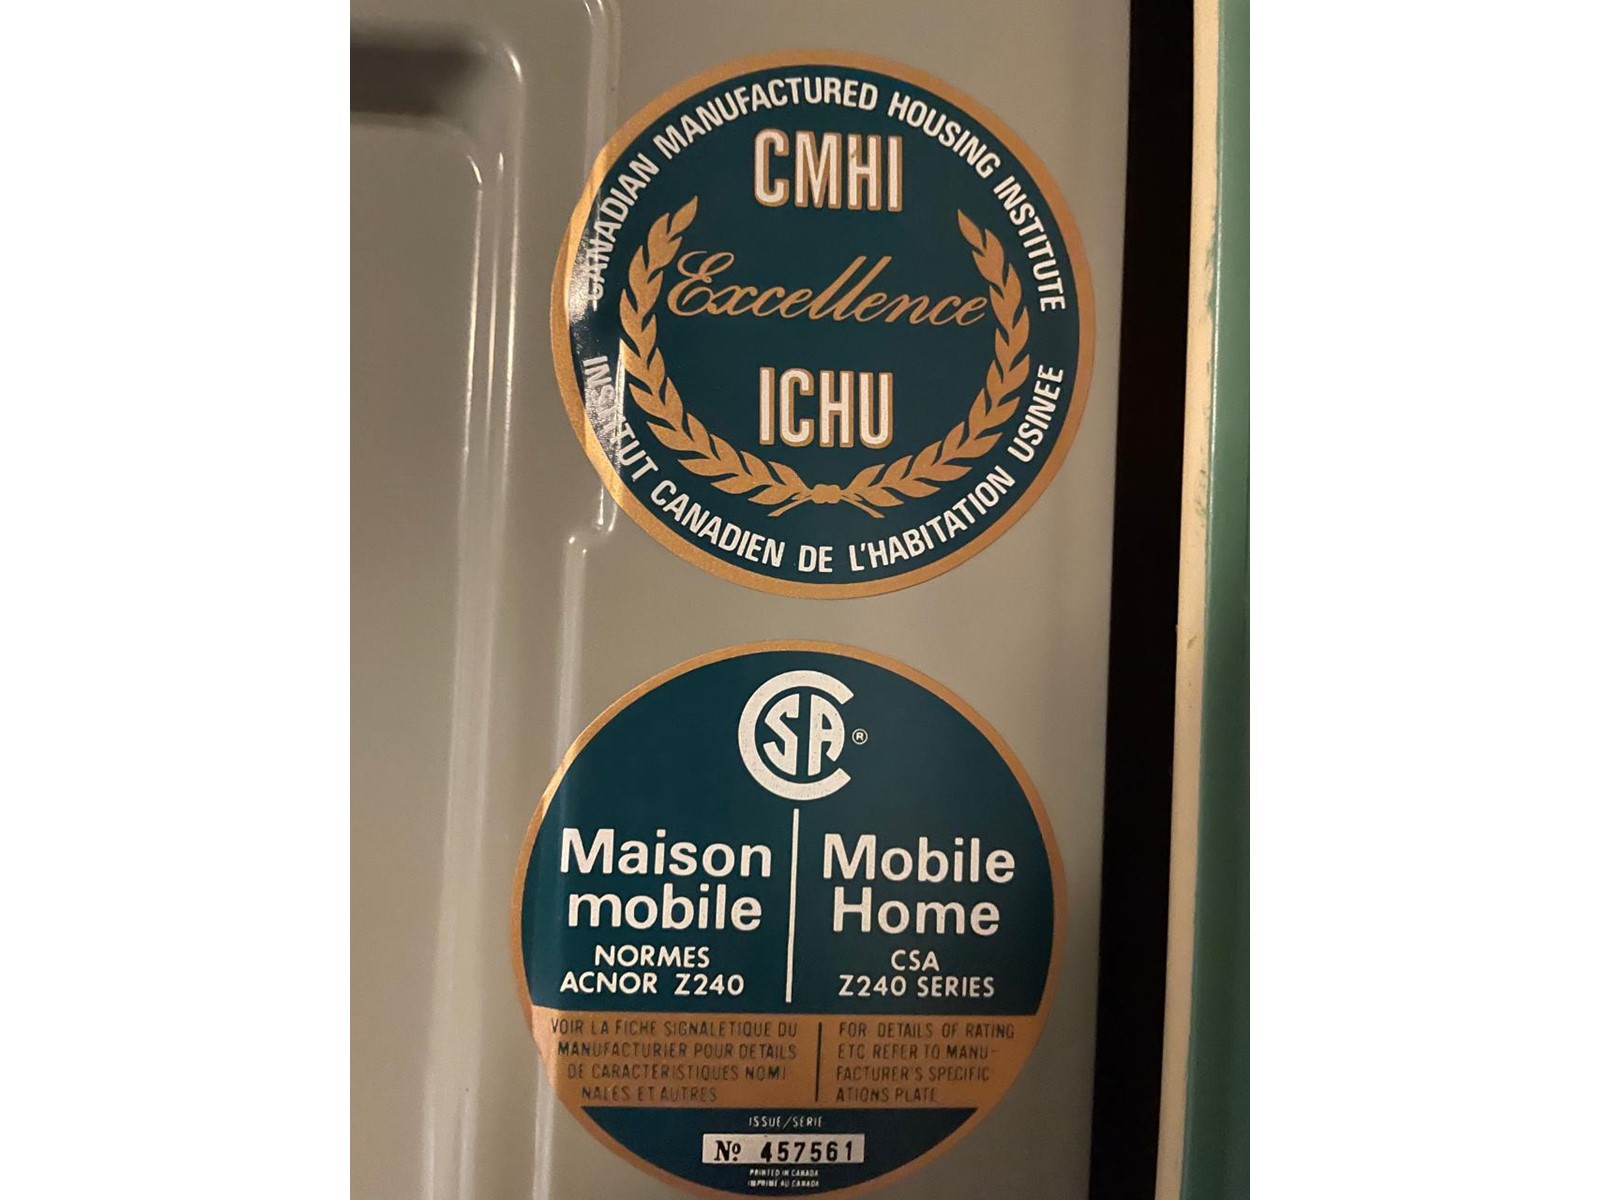 CANADIAN MANUFACTURED HOUSING INSTITUTE
CMHI
Excellence
ICHU
INSTITUT CANADIEN DE L'HABITATION USINEE
CSA ®
Maison
mobile
NORMES
ACNOR Z240
Mobile
Home
CSA
Z240 SERIES
VOIR LA FICHE SIGNALETIQUE DU
MANUFACTURIER POUR DETAILS
DE CARACTERISTIQUES NOMI
NALES ET AUTRES
FOR DETAILS OF RATING
ETC REFER TO MANU-
FACTURER'S SPECIFIC
ATIONS PLATE
ISSUE/SERIE
Nº 457561
PRINTED IN CANADA
IMPRIMÉ AU CANADA